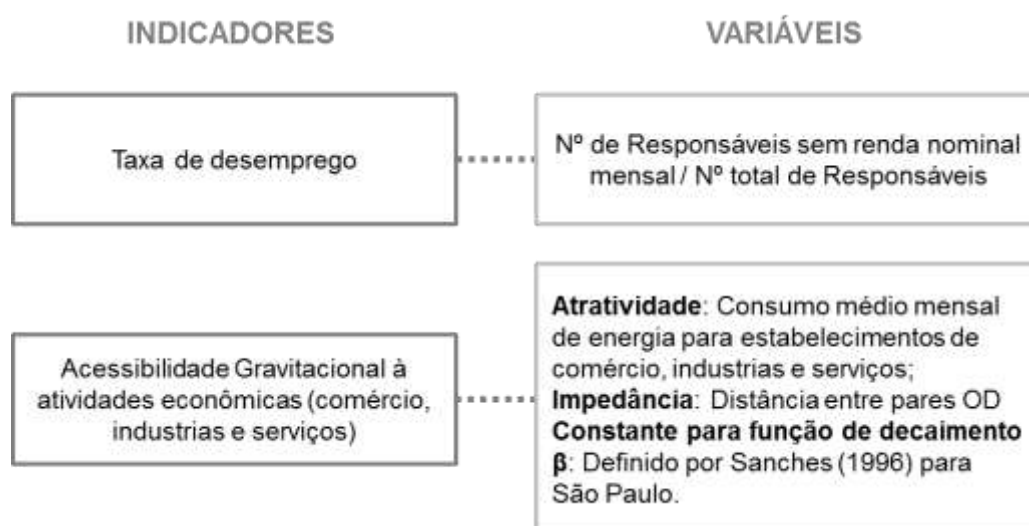 INDICADORES
VARIÁVEIS
Taxa de desemprego
Nº de Responsáveis sem renda nominal
mensal / Nº total de Responsáveis
Acessibilidade Gravitacional à
atividades econômicas (comércio,
industrias e serviços)
Atratividade: Consumo médio mensal
de energia para estabelecimentos de
comércio, industrias e serviços;
Impedância: Distância entre pares OD
Constante para função de decaimento
β: Definido por Sanches (1996) para
São Paulo.